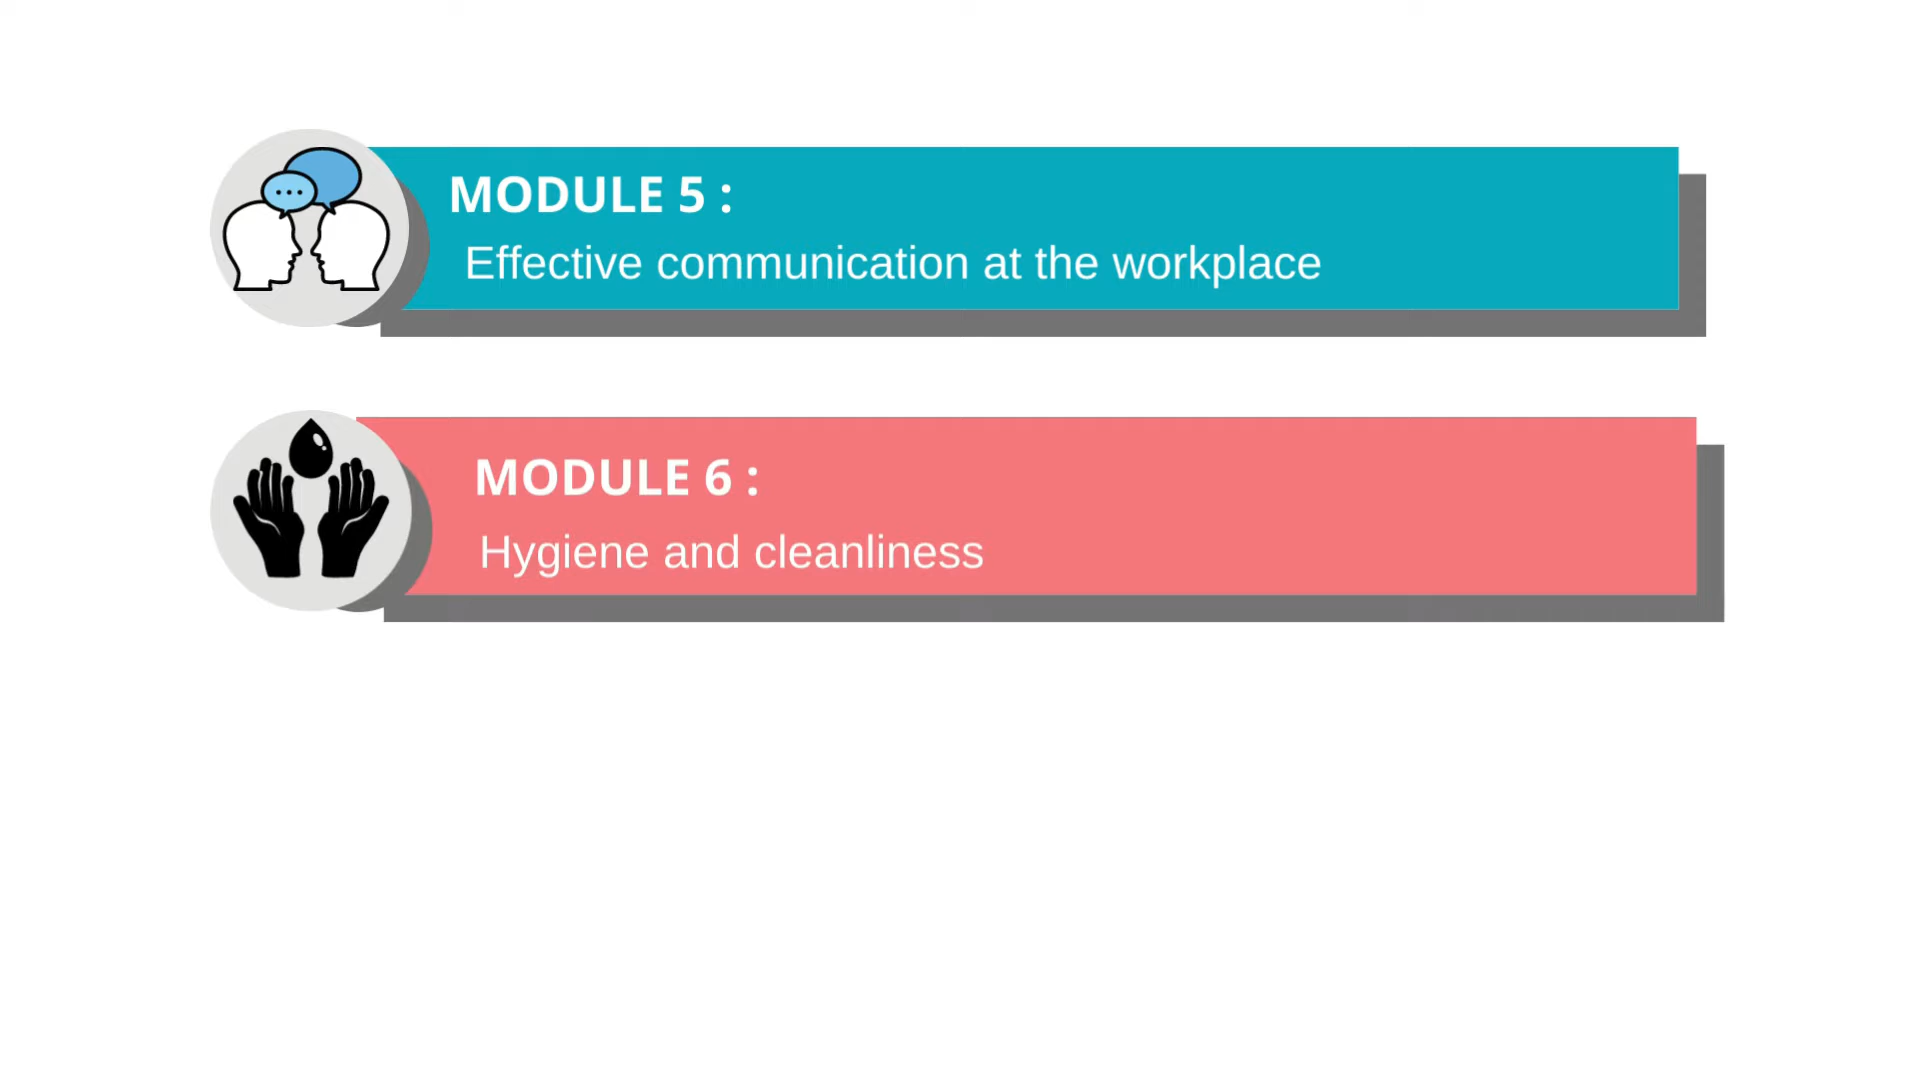 MODULE 5 :
Effective communication at the workplace
MODULE 6 :
Hygiene and cleanliness